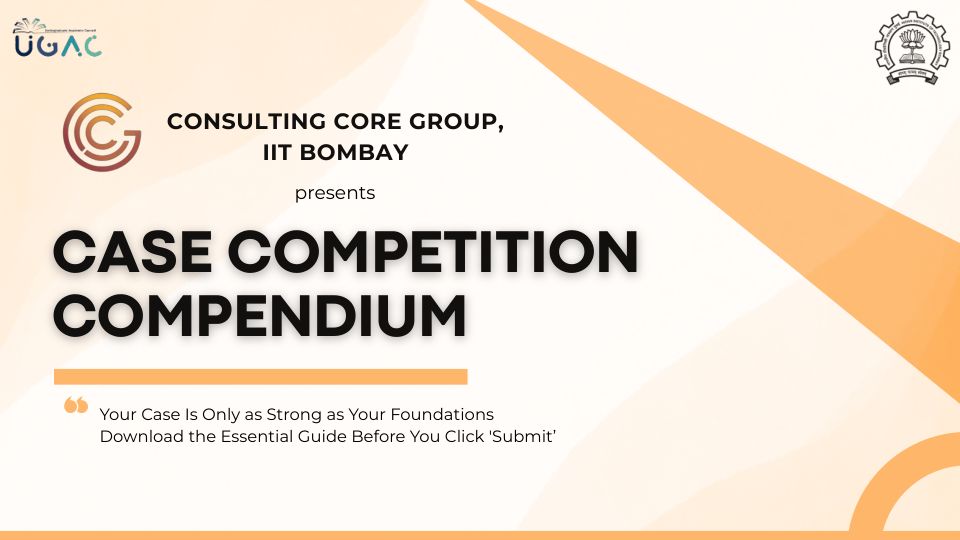 UGAC
CONSULTING CORE GROUP,
IIT BOMBAY
presents
CASE COMPETITION
COMPENDIUM
“
Your Case Is Only as Strong as Your Foundations
Download the Essential Guide Before You Click 'Submit’